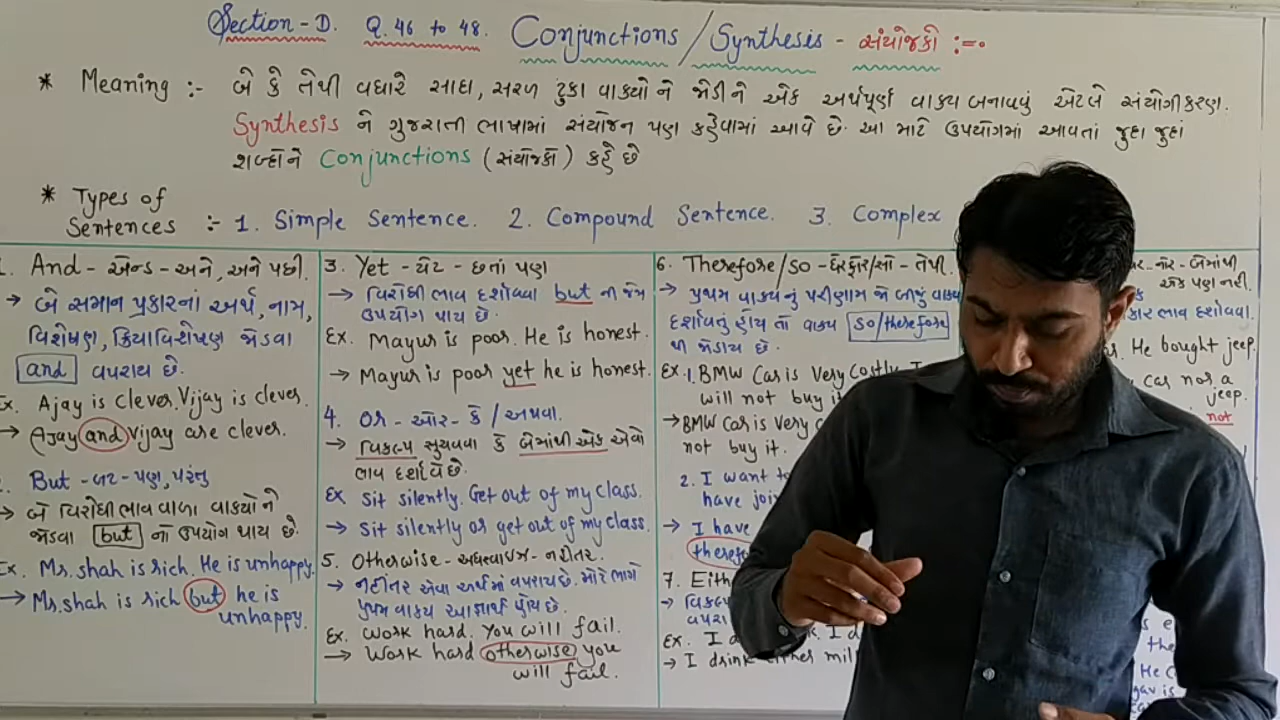 Section - D. Q. 46 to 48. Conjunctions / Synthesis - સંયોજકો :=•
* Meaning :- બે કે તેથી વધારે સાદા, સરળ ટુંકા વાક્યો ને જોડીને એક અર્થપૂર્ણ વાક્ય બનાવવું એટલે સંયોગીકરણ.
Synthesis ને ગુજરાતી ભાષામાં સંયોજન પણ કહેવામાં આવે છે. આ માટે ઉપયોગમાં આવતાં જુદા જુદાં
શબ્દોને Conjunctions (સંયોજકો) કહે છે
* Types of
Sentences :- 1. Simple Sentence. 2. Compound Sentence. 3. Complex
1. And - એન્ડ - અને, અને પછી.
→ બે સમાન પ્રકારનાં અર્થ, નામ,
વિશેષણ, ક્રિયાવિશેષણ જોડવા
and વપરાય છે.
Ex. Ajay is clever. Vijay is clever.
→ Ajay and Vijay are clever.
But - બટ - પણ, પરંતુ
→ બે વિરોધીભાવ વાળા વાક્યોને
જોડવા but નો ઉપયોગ થાય છે.
Ex. Mr. shah is rich. He is unhappy.
→ Mr. shah is rich but he is
unhappy.
3. Yet - યેટ - છતાં પણ
→ વિરોધી ભાવ દર્શાવવા but ની જેમ
ઉપયોગ થાય છે.
Ex. Mayur is poor. He is honest.
→ Mayur is poor yet he is honest.
4. Or - ઓર - કે / અથવા.
→ વિકલ્પ સુચવવા કે બેમાંથી એક એવો
ભાવ દર્શાવે છે.
Ex Sit silently. Get out of my class.
→ Sit silently or get out of my class.
5. Otherwise - અધરવાઈઝ - નહીતર.
→ નહીંતર એવા અર્થમાં વપરાય છે. મોટે ભાગે
પ્રથમ વાક્ય આજ્ઞાર્થ હોય છે.
Ex. Work hard. You will fail.
→ Work hard otherwise you
will fail.
6. Therefore / so - ધેરફોર / સો - તેથી.
→ પ્રથમ વાક્યનું પરીણામ જો બીજું વાક્ય
દર્શાવતું હોય તો વાક્ય so/therefore
થી જોડાય છે.
Ex. 1. BMW Car is Very costly. I
will not buy it
→ BMW Car is very c
not buy it.
2. I want to
have join
→ I have
therefo
7. Eith
→ વિકલ્પ
વપરા
Ex. I d k. I d
→ I drink either mil
નોર - બેમાંથી
એક પણ નહી.
કાર ભાવ દર્શાવવા.
s. He bought jeep.
car nor a
jeep.
not
s e
the
He c